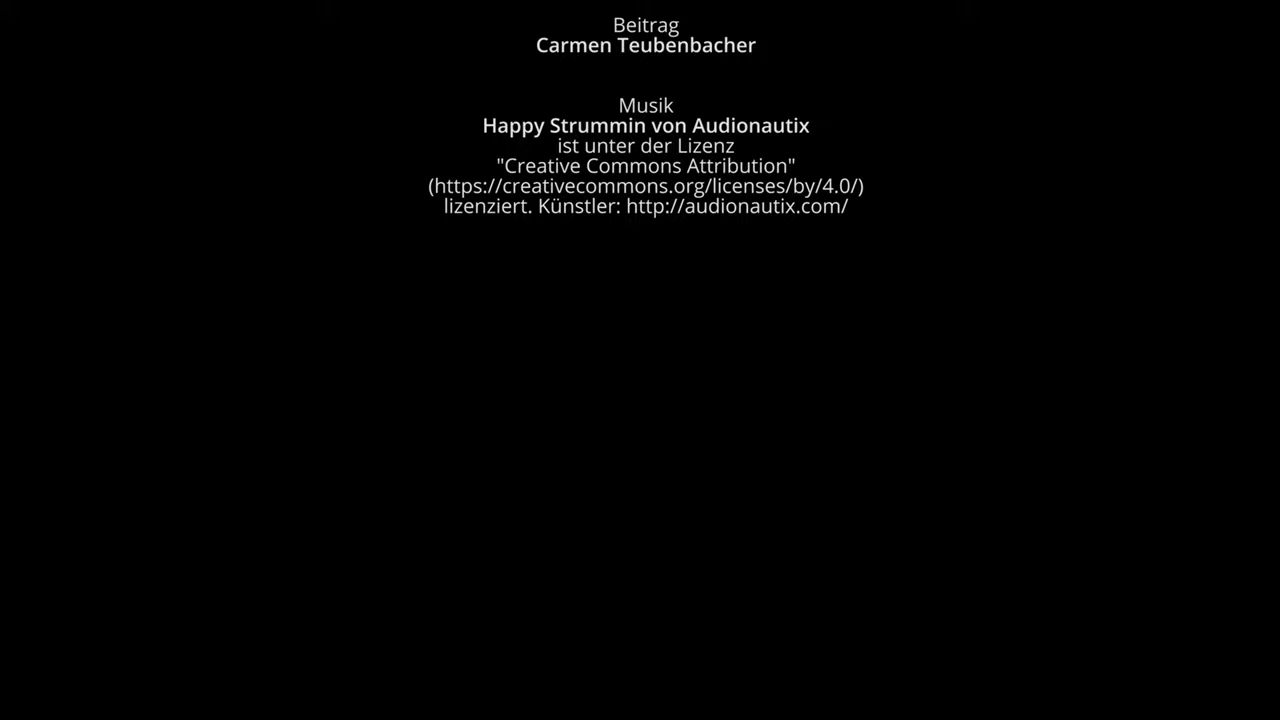 Beitrag
Carmen Teubenbacher
Musik
Happy Strummin von Audionautix
ist unter der Lizenz
"Creative Commons Attribution"
(https://creativecommons.org/licenses/by/4.0/)
lizenziert. Künstler: http://audionautix.com/